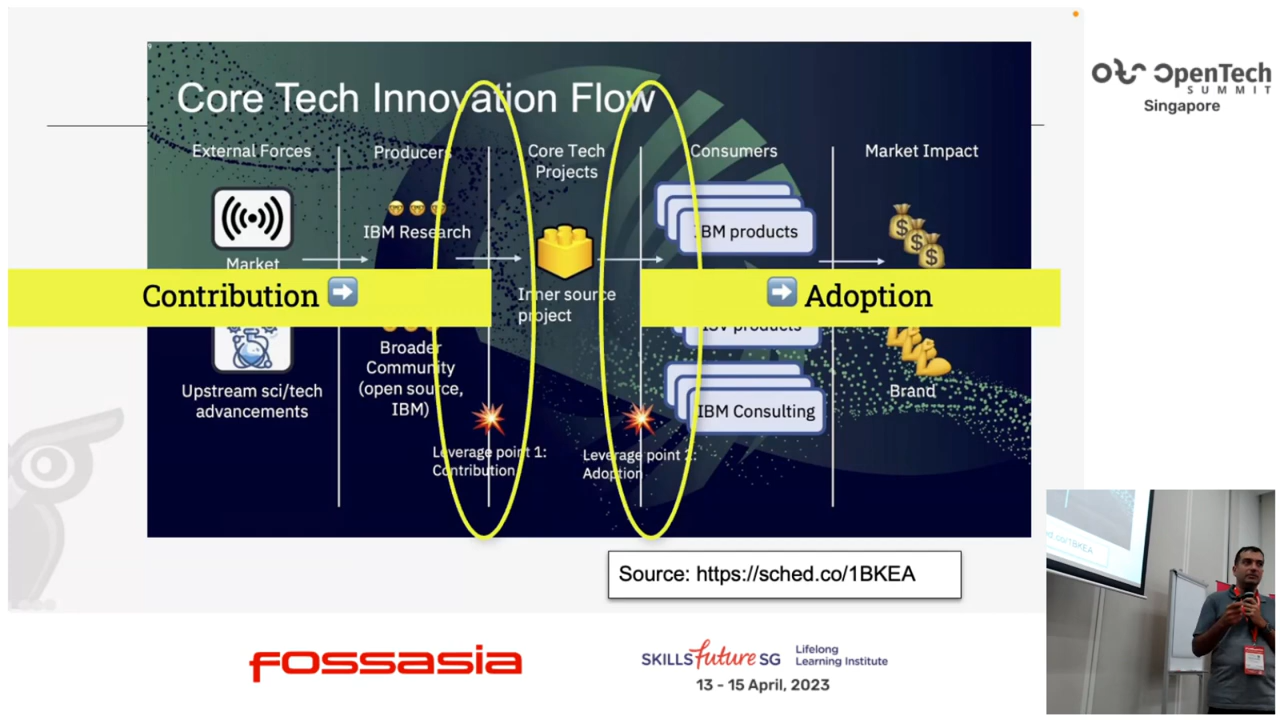 Core Tech Innovation Flow
External Forces
Producers
Core Tech
Projects
Consumers
Market Impact
IBM Research
IBM products
Market
Inner source
project
Contribution ➡
➡ Adoption
ISV products
Upstream sci/tech
advancements
Broader
Community
(open source,
IBM)
Brand
IBM Consulting
Leverage point 1:
Contribution
Leverage point 2:
Adoption
Source: https://sched.co/1BKEA
OpenTech
SUMMIT
Singapore
fossasia
SKILLS future SG
Lifelong
Learning Institute
13 - 15 April, 2023